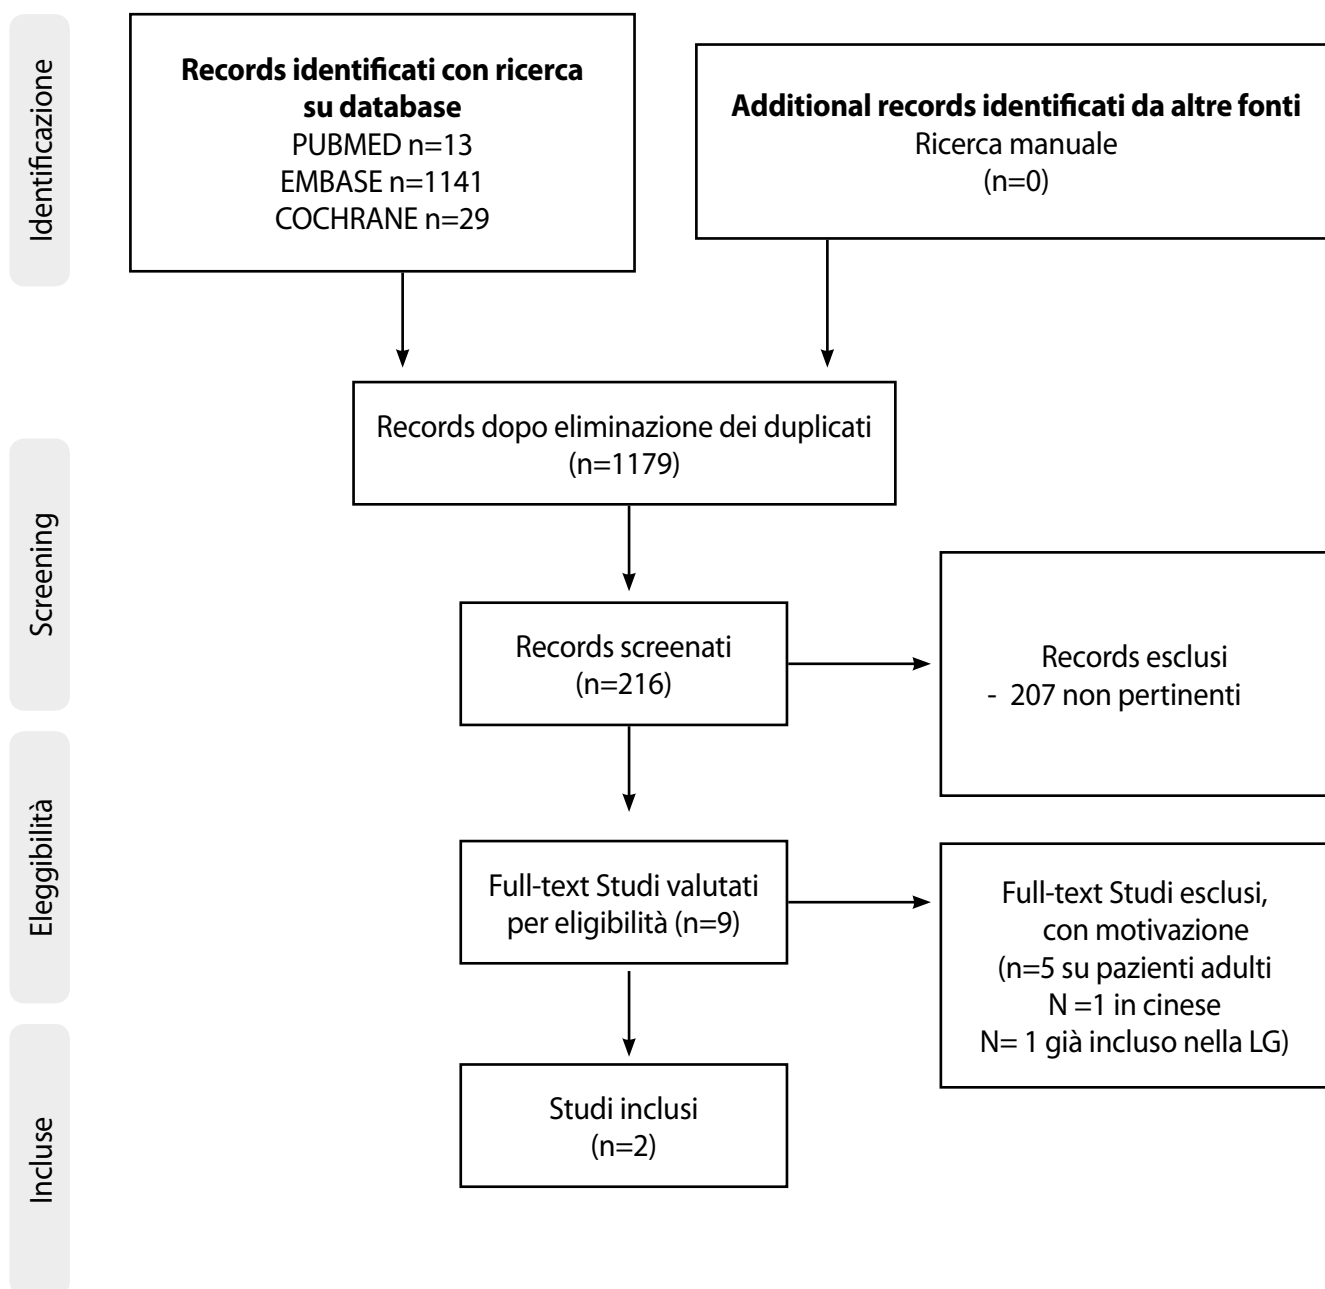 Identificazione
Records identificati con ricerca
su database
PUBMED n=13
EMBASE n=1141
COCHRANE n=29
Additional records identificati da altre fonti
Ricerca manuale
(n=0)
Records dopo eliminazione dei duplicati
(n=1179)
Screening
Records screenati
(n=216)
Records esclusi
- 207 non pertinenti
Eleggibilità
Full-text Studi valutati
per eligibilità (n=9)
Full-text Studi esclusi,
con motivazione
(n=5 su pazienti adulti
N =1 in cinese
N= 1 già incluso nella LG)
Incluse
Studi inclusi
(n=2)